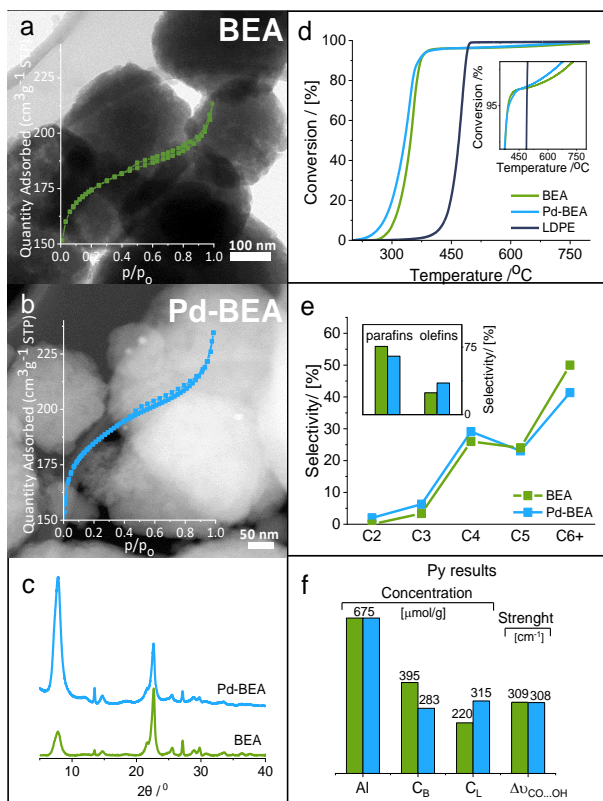 a
BEA
Quantity Adsorbed (cm³g⁻¹ STP)
225
200
175
150
0.0 0.2 0.4 0.6 0.8 1.0
p/pₒ
100 nm
b
Pd-BEA
Quantity Adsorbed (cm³g⁻¹ STP)
225
200
175
150
0.0 0.2 0.4 0.6 0.8 1.0
p/pₒ
50 nm
c
Pd-BEA
BEA
10 20 30 40
2θ / ⁰
d
Conversion / [%]
100
80
60
40
20
0
300 450 600 750
Temperature /ºC
Conversion /%
95
450 600 750
Temperature /ºC
BEA
Pd-BEA
LDPE
e
Selectivity/ [%]
60
50
40
30
20
10
0
C2 C3 C4 C5 C6+
parafins olefins
75
0
Selectivity/ [%]
BEA
Pd-BEA
f
Py results
Concentration
[μmol/g]
Strenght
[cm⁻¹]
675
395
283
220
315
309 308
Al C_B C_L Δυ_CO...OH